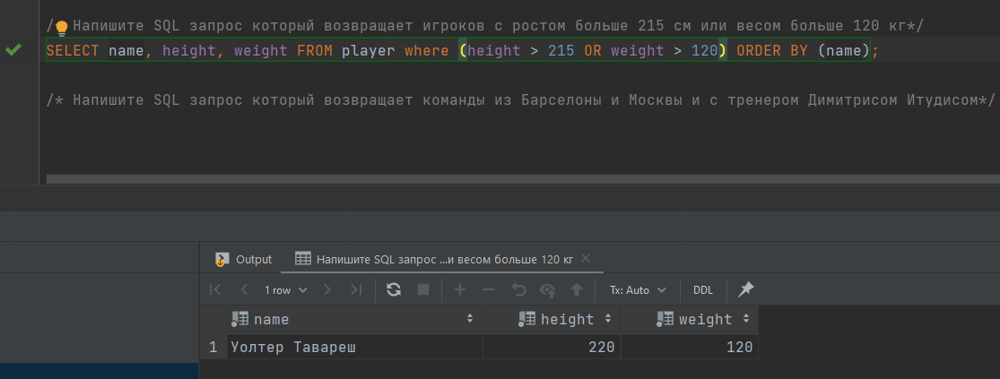 /* Напишите SQL запрос который возвращает игроков с ростом больше 215 см или весом больше 120 кг*/
SELECT name, height, weight FROM player where (height > 215 OR weight > 120) ORDER BY (name);
/* Напишите SQL запрос который возвращает команды из Барселоны и Москвы и с тренером Димитрисом Итудисом*/
Output Напишите SQL запрос ...и весом больше 120 кг
1 row Tx: Auto DDL
name height weight
1 Уолтер Тавареш 220 120